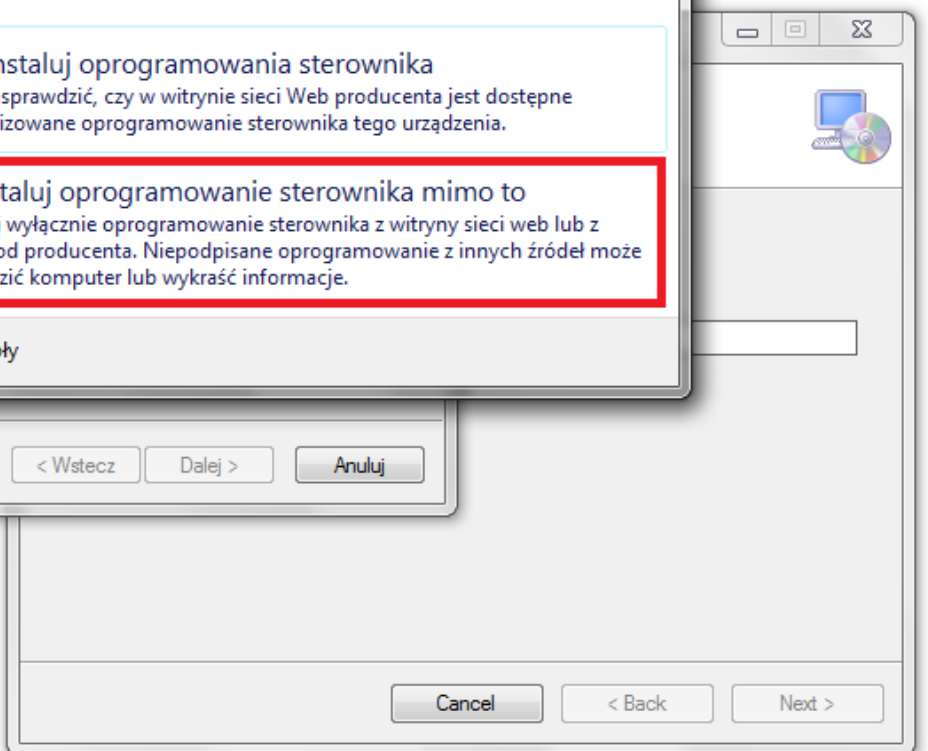 nstaluj oprogramowania sterownika
sprawdzić, czy w witrynie sieci Web producenta jest dostępne
izowane oprogramowanie sterownika tego urządzenia.
taluj oprogramowanie sterownika mimo to
wyłącznie oprogramowanie sterownika z witryny sieci web lub z
od producenta. Niepodpisane oprogramowanie z innych źródeł może
zić komputer lub wykraść informacje.
óły
< Wstecz
Dalej >
Anuluj
Cancel
< Back
Next >